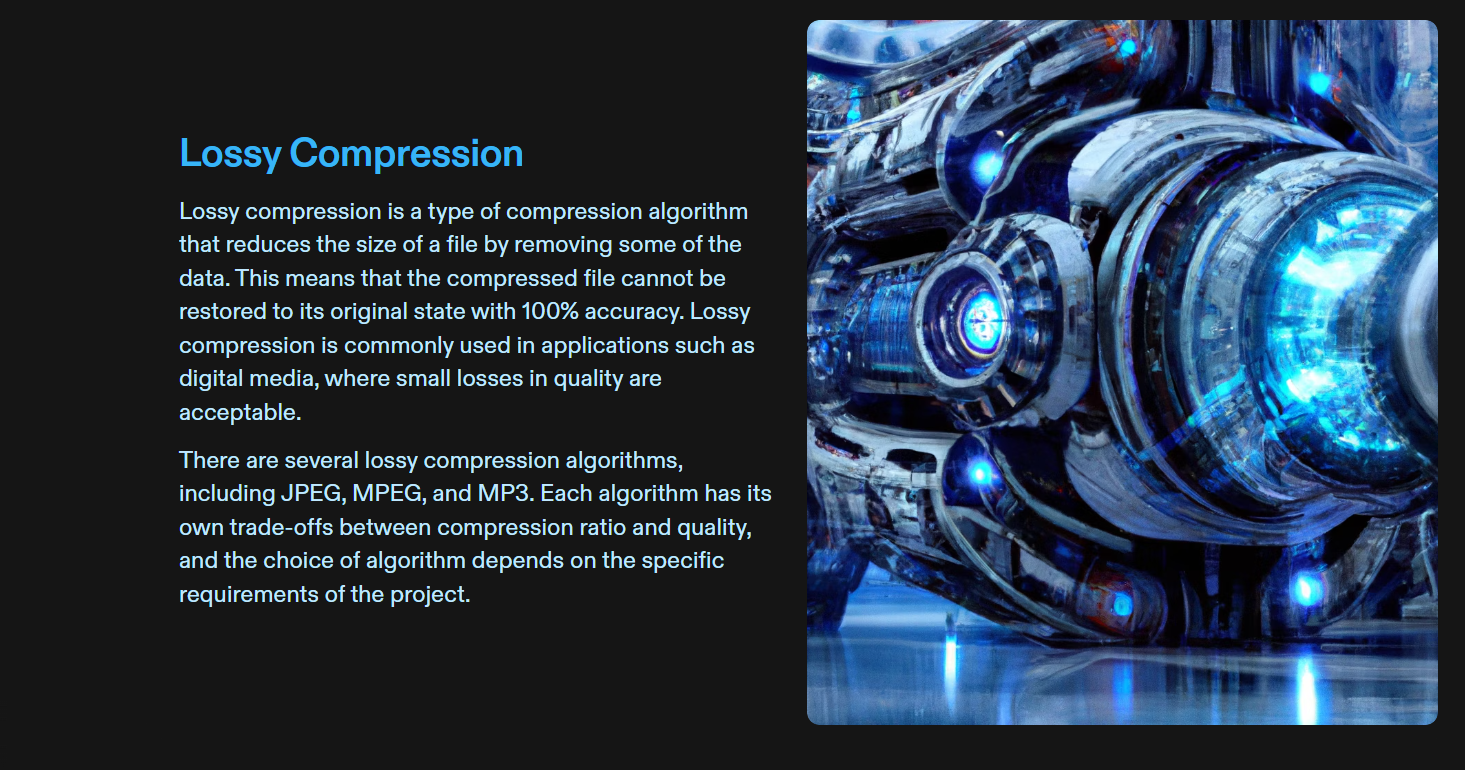 Lossy Compression
Lossy compression is a type of compression algorithm
that reduces the size of a file by removing some of the
data. This means that the compressed file cannot be
restored to its original state with 100% accuracy. Lossy
compression is commonly used in applications such as
digital media, where small losses in quality are
acceptable.
There are several lossy compression algorithms,
including JPEG, MPEG, and MP3. Each algorithm has its
own trade-offs between compression ratio and quality,
and the choice of algorithm depends on the specific
requirements of the project.